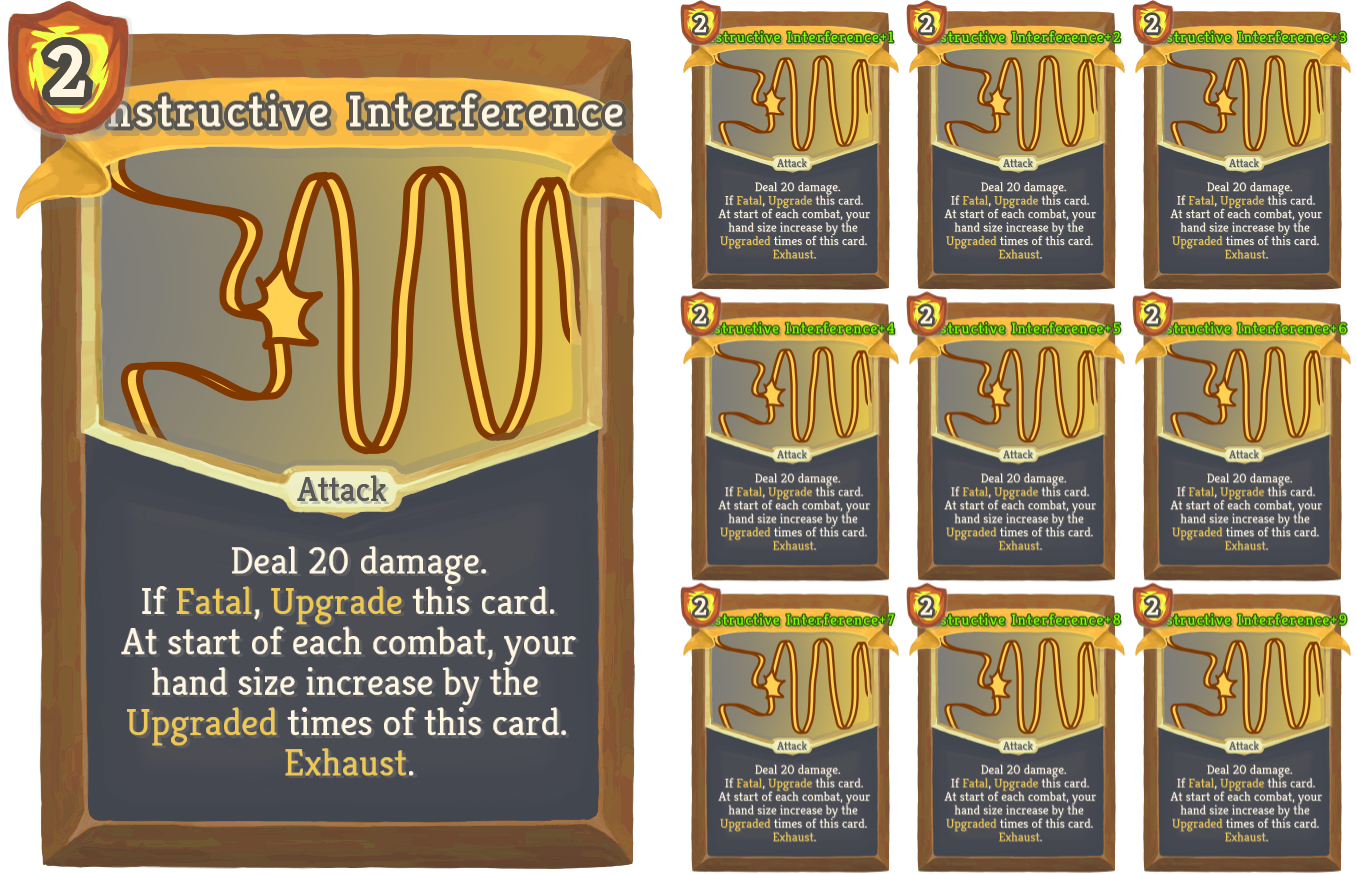 2
nstructive Interference
Attack
Deal 20 damage.
If Fatal, Upgrade this card.
At start of each combat, your
hand size increase by the
Upgraded times of this card.
Exhaust.
2
structive Interference+1
Attack
Deal 20 damage.
If Fatal, Upgrade this card.
At start of each combat, your
hand size increase by the
Upgraded times of this card.
Exhaust.
2
structive Interference+2
Attack
Deal 20 damage.
If Fatal, Upgrade this card.
At start of each combat, your
hand size increase by the
Upgraded times of this card.
Exhaust.
2
structive Interference+3
Attack
Deal 20 damage.
If Fatal, Upgrade this card.
At start of each combat, your
hand size increase by the
Upgraded times of this card.
Exhaust.
2
structive Interference+4
Attack
Deal 20 damage.
If Fatal, Upgrade this card.
At start of each combat, your
hand size increase by the
Upgraded times of this card.
Exhaust.
2
structive Interference+5
Attack
Deal 20 damage.
If Fatal, Upgrade this card.
At start of each combat, your
hand size increase by the
Upgraded times of this card.
Exhaust.
2
structive Interference+6
Attack
Deal 20 damage.
If Fatal, Upgrade this card.
At start of each combat, your
hand size increase by the
Upgraded times of this card.
Exhaust.
2
structive Interference+7
Attack
Deal 20 damage.
If Fatal, Upgrade this card.
At start of each combat, your
hand size increase by the
Upgraded times of this card.
Exhaust.
2
structive Interference+8
Attack
Deal 20 damage.
If Fatal, Upgrade this card.
At start of each combat, your
hand size increase by the
Upgraded times of this card.
Exhaust.
2
structive Interference+9
Attack
Deal 20 damage.
If Fatal, Upgrade this card.
At start of each combat, your
hand size increase by the
Upgraded times of this card.
Exhaust.